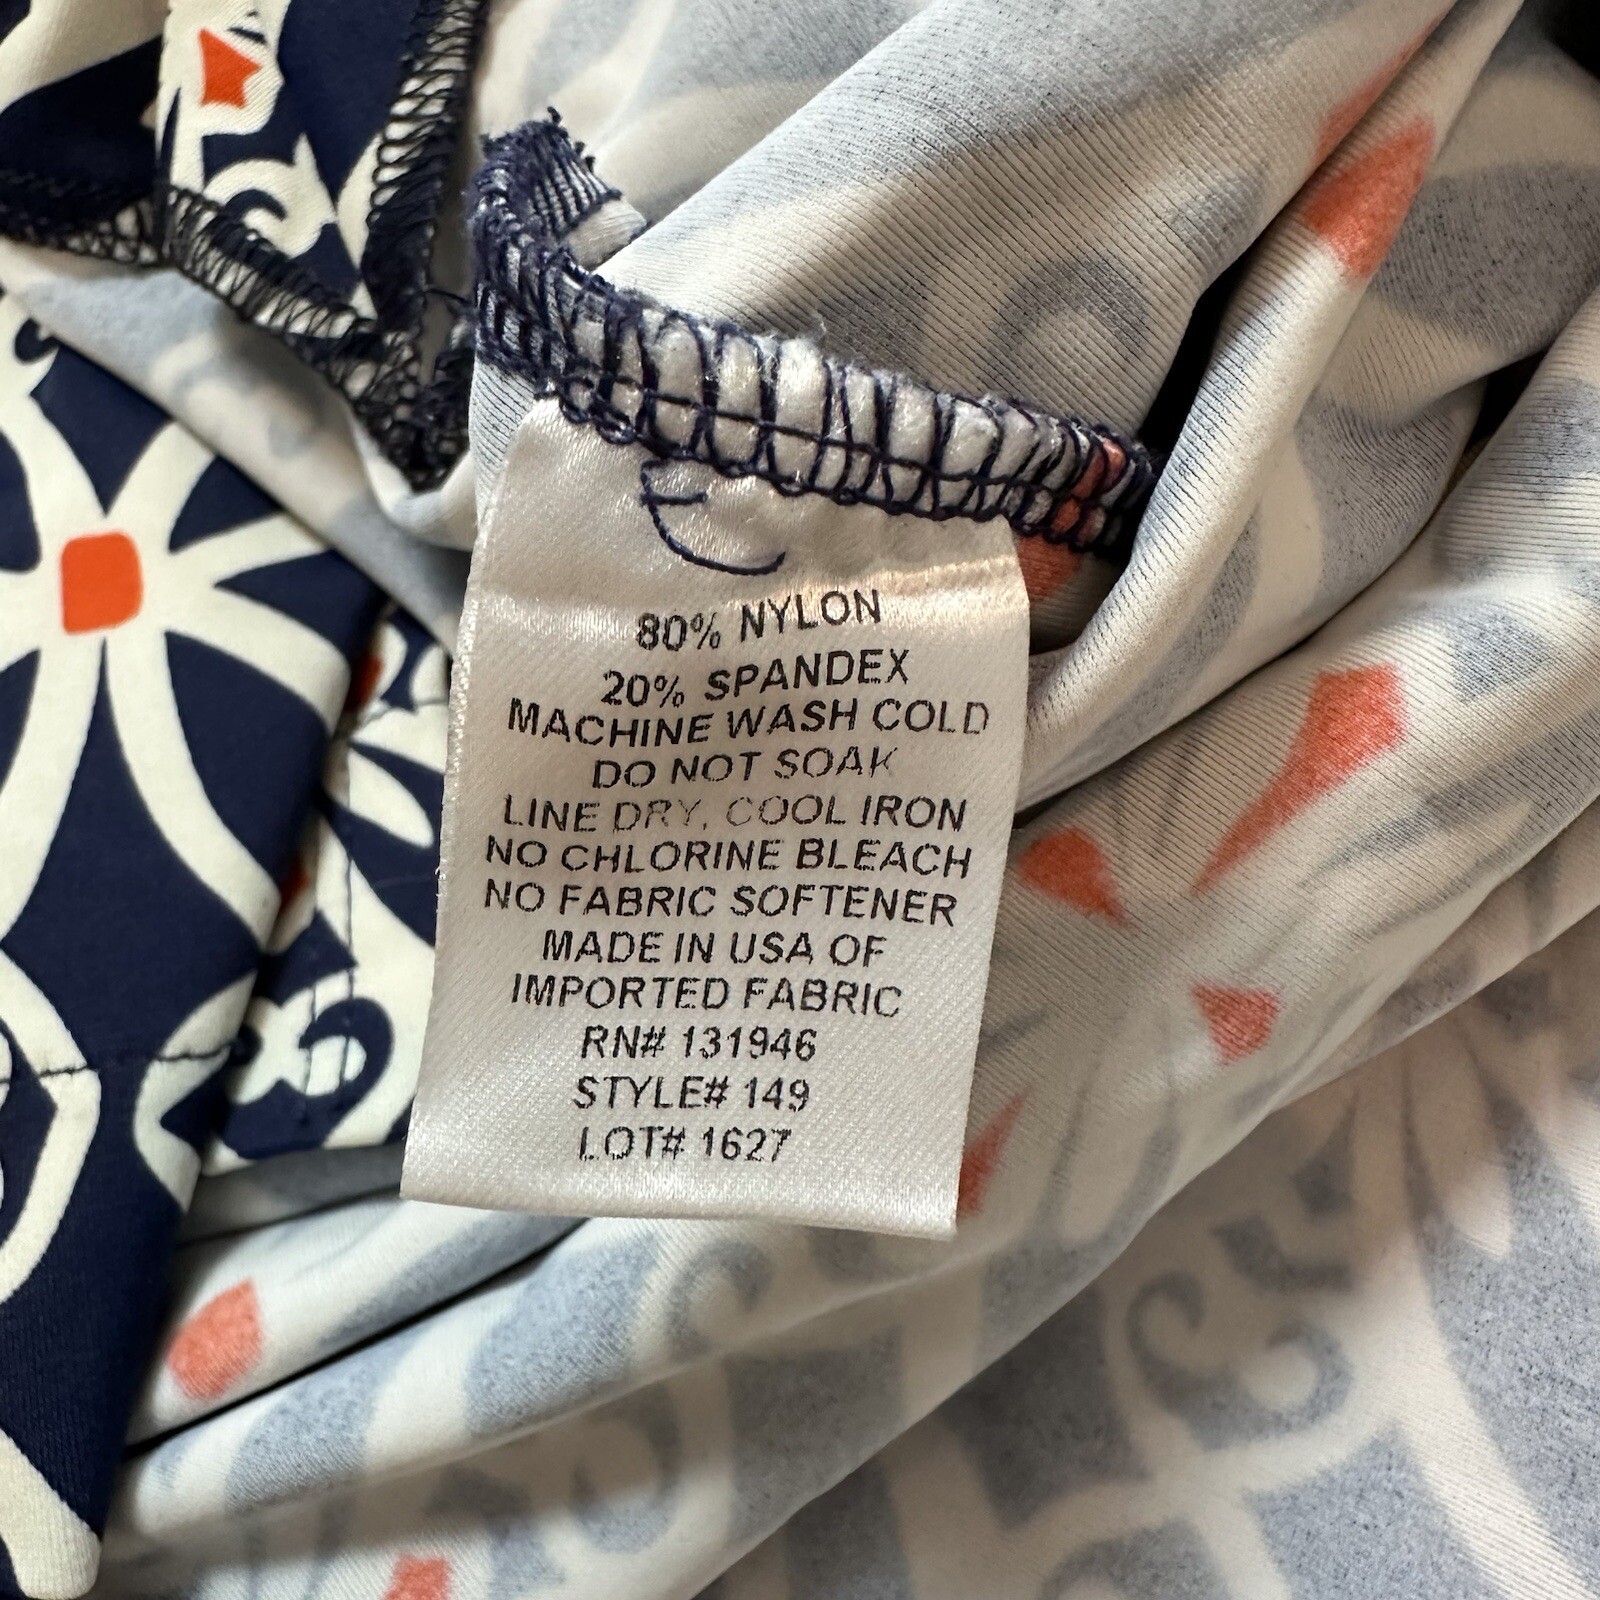 80% NYLON
20% SPANDEX
MACHINE WASH COLD
DO NOT SOAK
LINE DRY, COOL IRON
NO CHLORINE BLEACH
NO FABRIC SOFTENER
MADE IN USA OF
IMPORTED FABRIC
RN# 131946
STYLE# 149
LOT# 1627